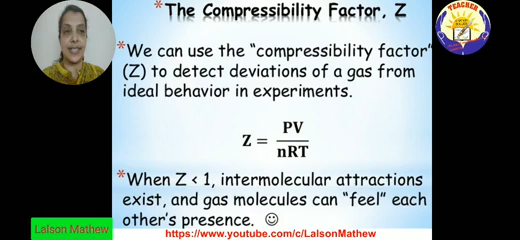 * The Compressibility Factor, Z
TEACHER
* We can use the “compressibility factor”
(Z) to detect deviations of a gas from
ideal behavior in experiments.
Z = PV
nRT
* When Z < 1, intermolecular attractions
exist, and gas molecules can “feel” each
other’s presence. ☺
Lalson Mathew
https://www.youtube.com/c/LalsonMathew